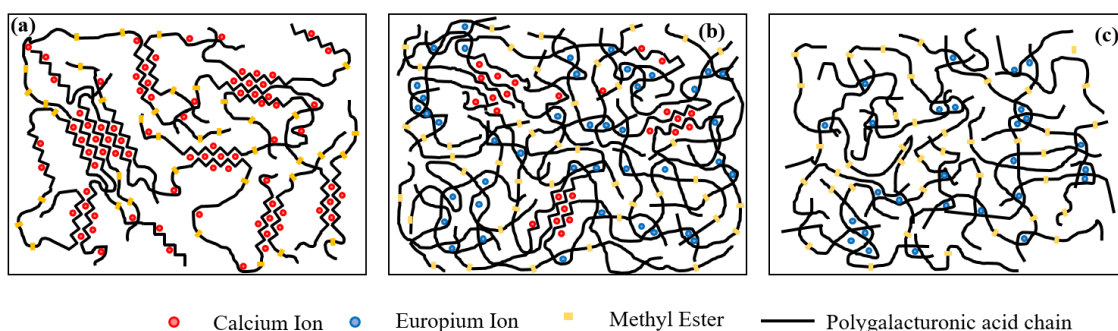 (a)
(b)
(c)
Calcium Ion Europium Ion Methyl Ester Polygalacturonic acid chain